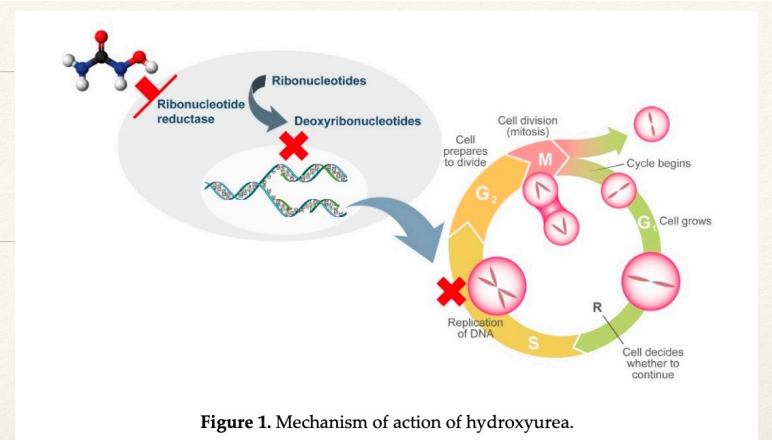 Ribonucleotides
Ribonucleotide
reductase
Deoxyribonucleotides
Cell division
(mitosis)
Cell
prepares
to divide
M
Cycle begins
G2
G1
Cell grows
R
Replication
of DNA
S
Cell decides
whether to
continue
Figure 1. Mechanism of action of hydroxyurea.